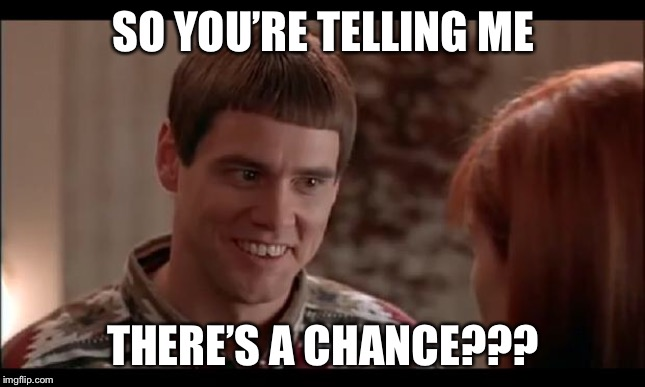 SO YOU’RE TELLING ME
THERE’S A CHANCE???
imgflip.com